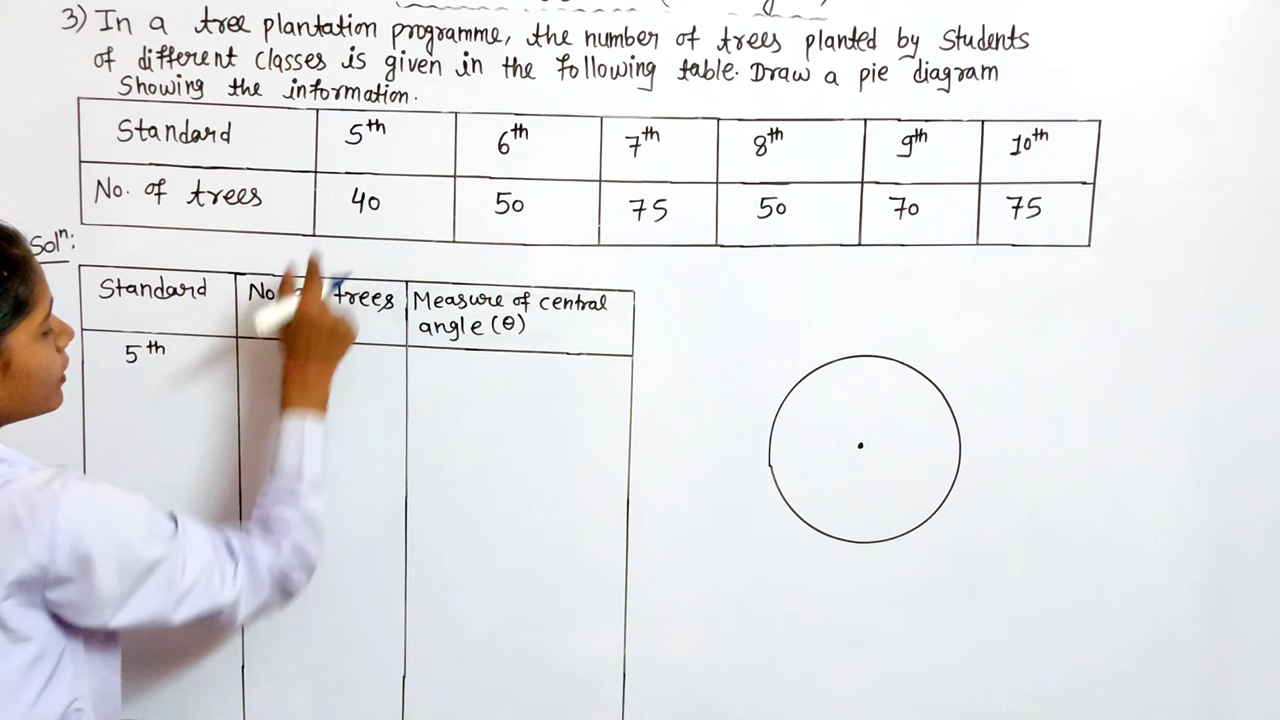 3) In a tree plantation programme, the number of trees planted by students
of different classes is given in the following table. Draw a pie diagram
Showing the information.
Standard 5th 6th 7th 8th 9th 10th
No. of trees 40 50 75 50 70 75
Soln:
Standard No trees Measure of central
angle (θ)
5th